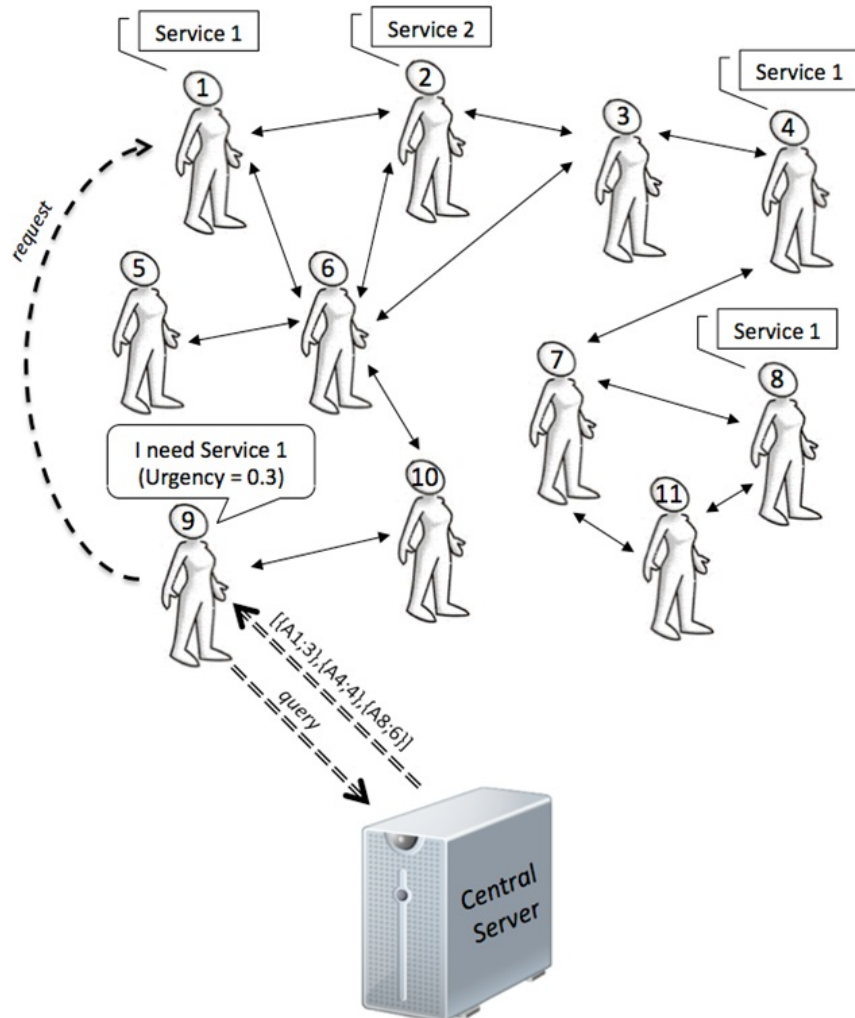 Service 1
Service 2
Service 1
1
2
3
4
request
5
6
Service 1
7
8
I need Service 1
(Urgency = 0.3)
10
11
9
[{A1;3},{A4;4},{A8;6}]
query
Central
Server